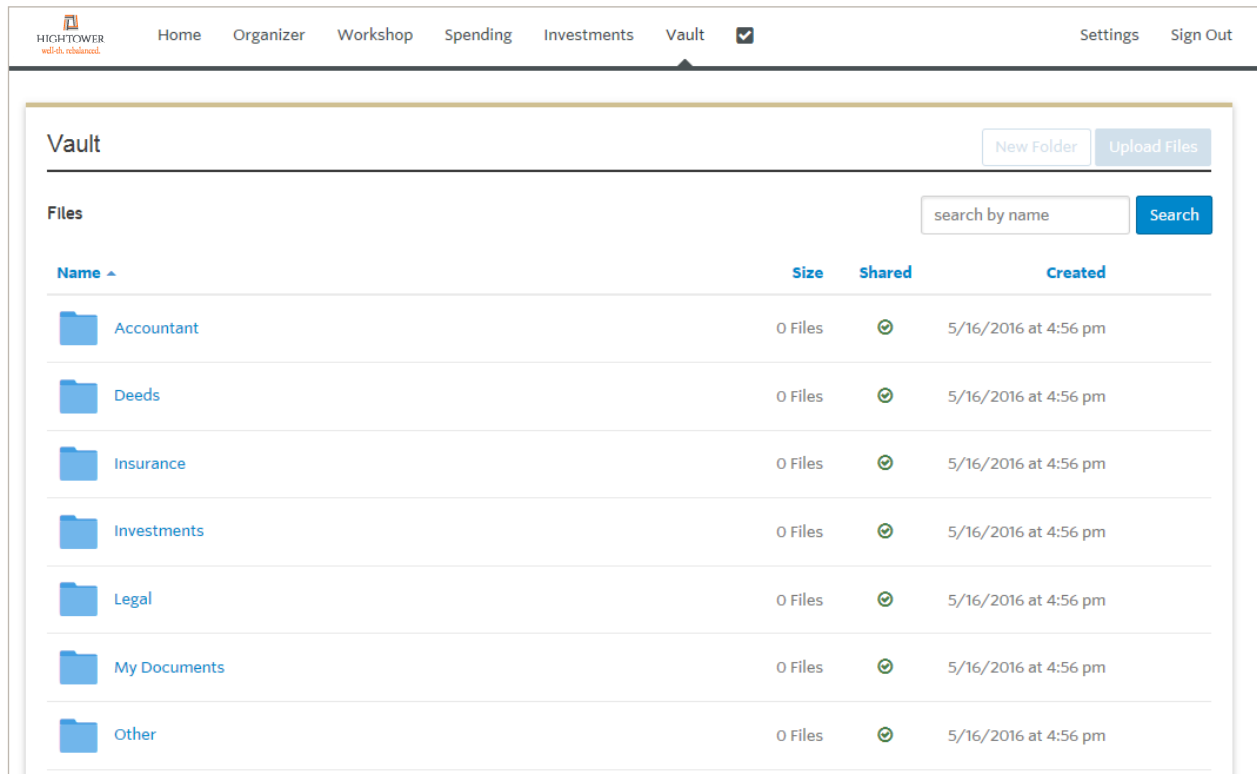 HIGHTOWER
well-th. rebalanced.
Home Organizer Workshop Spending Investments Vault Settings Sign Out
Vault New Folder Upload Files
Files search by name Search
Name Size Shared Created
Accountant 0 Files 5/16/2016 at 4:56 pm
Deeds 0 Files 5/16/2016 at 4:56 pm
Insurance 0 Files 5/16/2016 at 4:56 pm
Investments 0 Files 5/16/2016 at 4:56 pm
Legal 0 Files 5/16/2016 at 4:56 pm
My Documents 0 Files 5/16/2016 at 4:56 pm
Other 0 Files 5/16/2016 at 4:56 pm